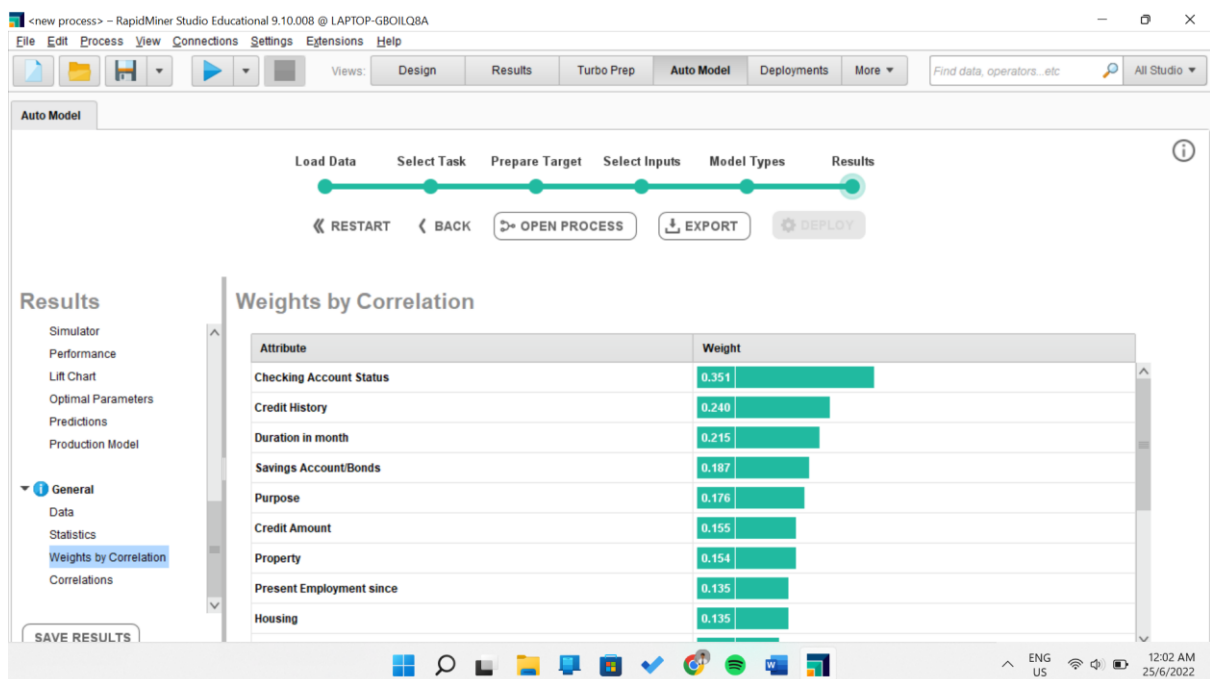 <new process> – RapidMiner Studio Educational 9.10.008 @ LAPTOP-GBOILQ8A
File Edit Process View Connections Settings Extensions Help
Views: Design Results Turbo Prep Auto Model Deployments More Find data, operators...etc All Studio
Auto Model
Load Data Select Task Prepare Target Select Inputs Model Types Results
RESTART BACK OPEN PROCESS EXPORT DEPLOY
Results
Simulator
Performance
Lift Chart
Optimal Parameters
Predictions
Production Model
General
Data
Statistics
Weights by Correlation
Correlations
SAVE RESULTS
Weights by Correlation
Attribute Weight
Checking Account Status 0.351
Credit History 0.240
Duration in month 0.215
Savings Account/Bonds 0.187
Purpose 0.176
Credit Amount 0.155
Property 0.154
Present Employment since 0.135
Housing 0.135
ENG
US
12:02 AM
25/6/2022